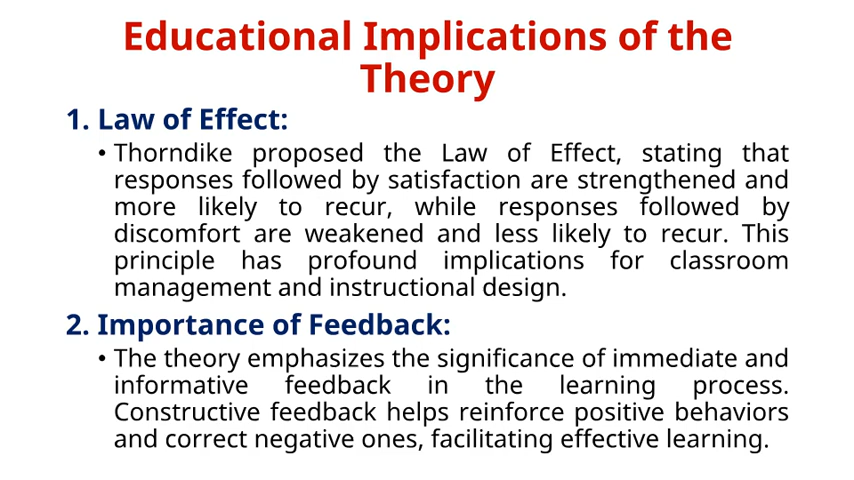 Educational Implications of the
Theory
1. Law of Effect:
• Thorndike proposed the Law of Effect, stating that
responses followed by satisfaction are strengthened and
more likely to recur, while responses followed by
discomfort are weakened and less likely to recur. This
principle has profound implications for classroom
management and instructional design.
2. Importance of Feedback:
• The theory emphasizes the significance of immediate and
informative feedback in the learning process.
Constructive feedback helps reinforce positive behaviors
and correct negative ones, facilitating effective learning.